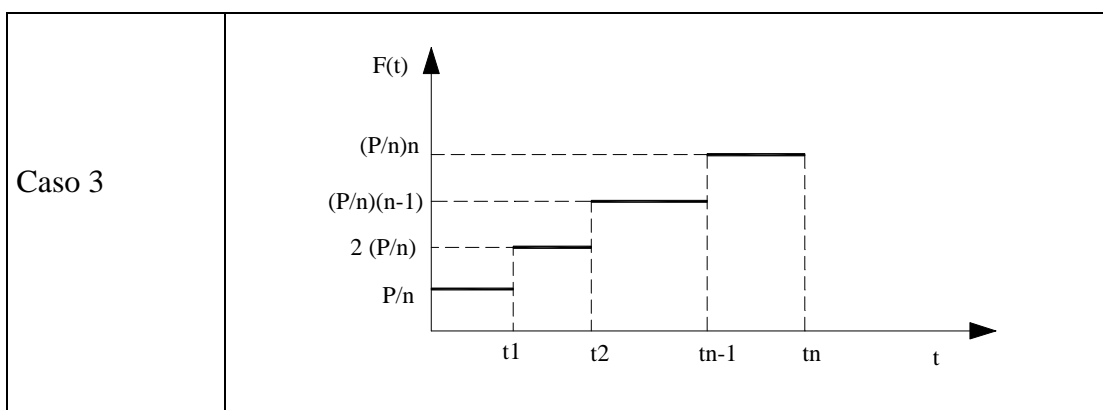 Caso 3
F(t)
(P/n)n
(P/n)(n-1)
2 (P/n)
P/n
t1 t2 tn-1 tn t